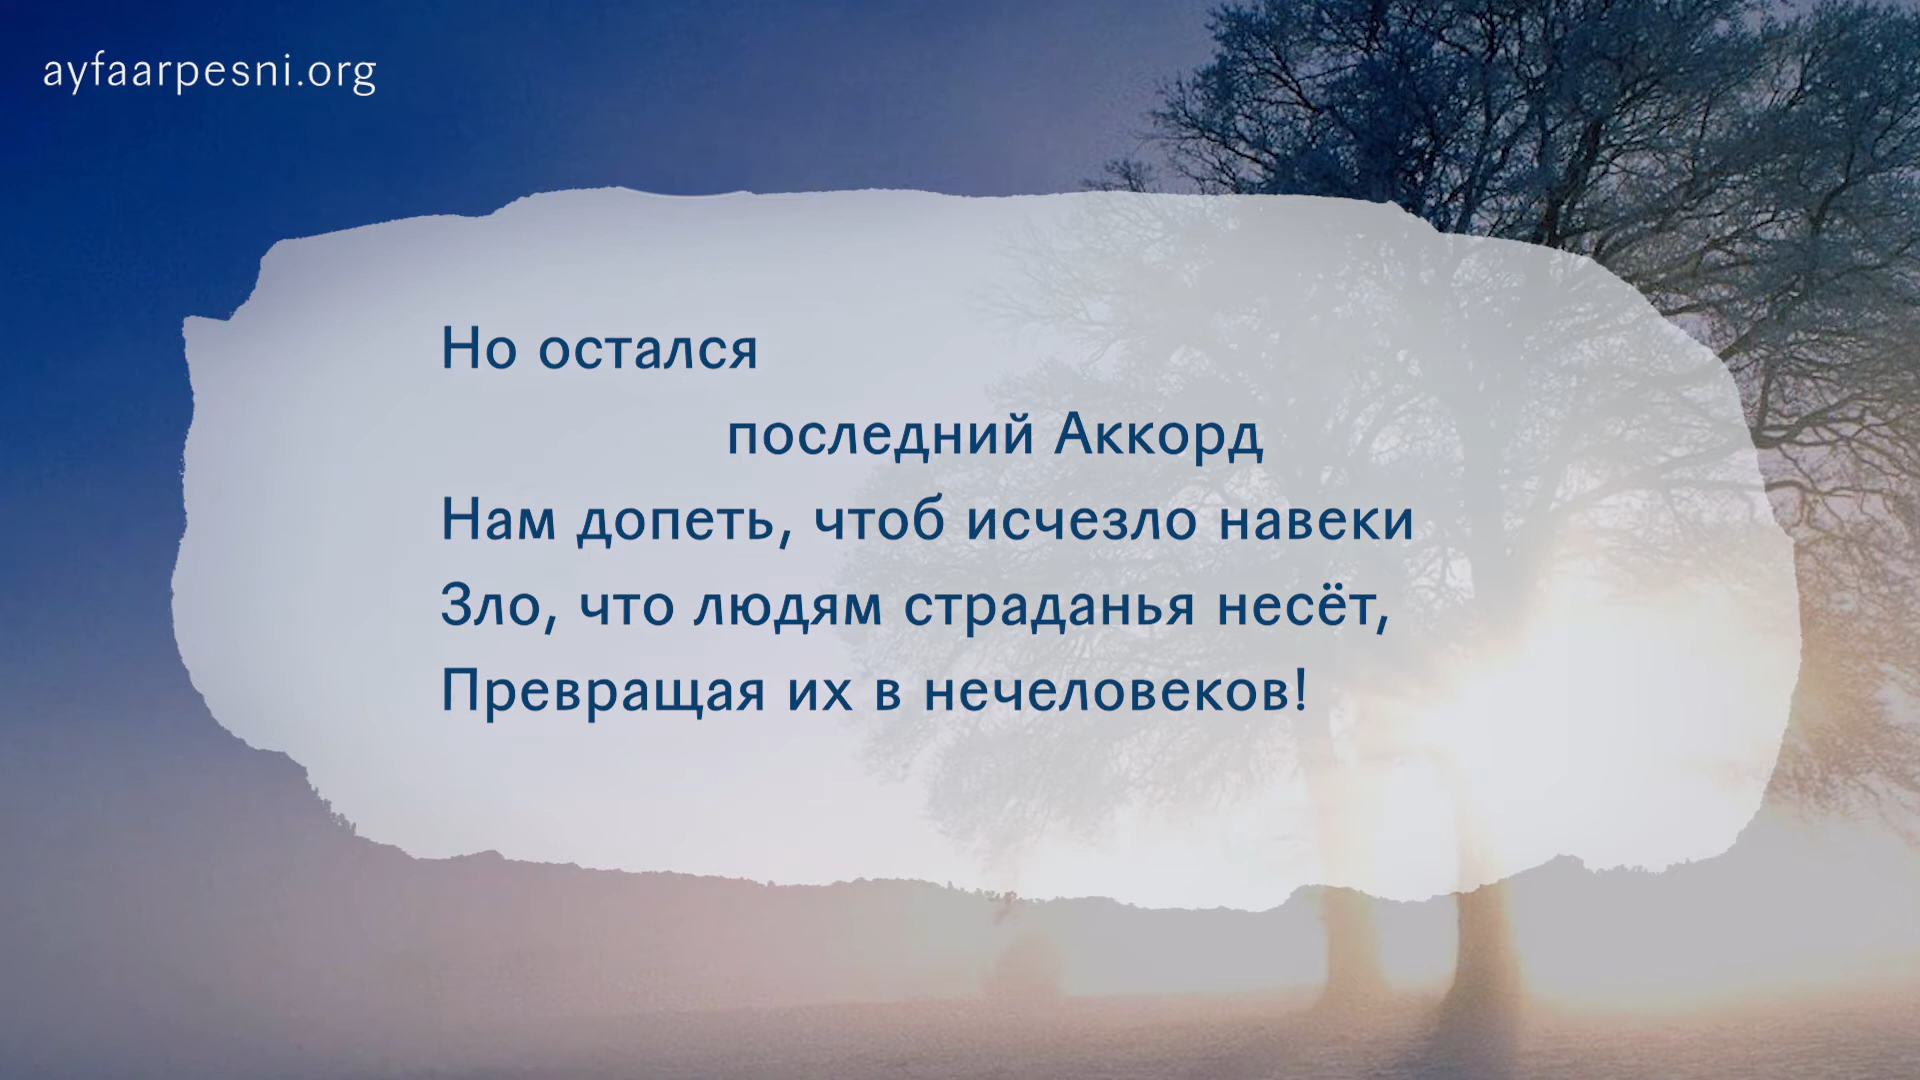 ayfaarpesni.org
Но остался
последний Аккорд
Нам допеть, чтоб исчезло навеки
Зло, что людям страданья несёт,
Превращая их в нечеловеков!